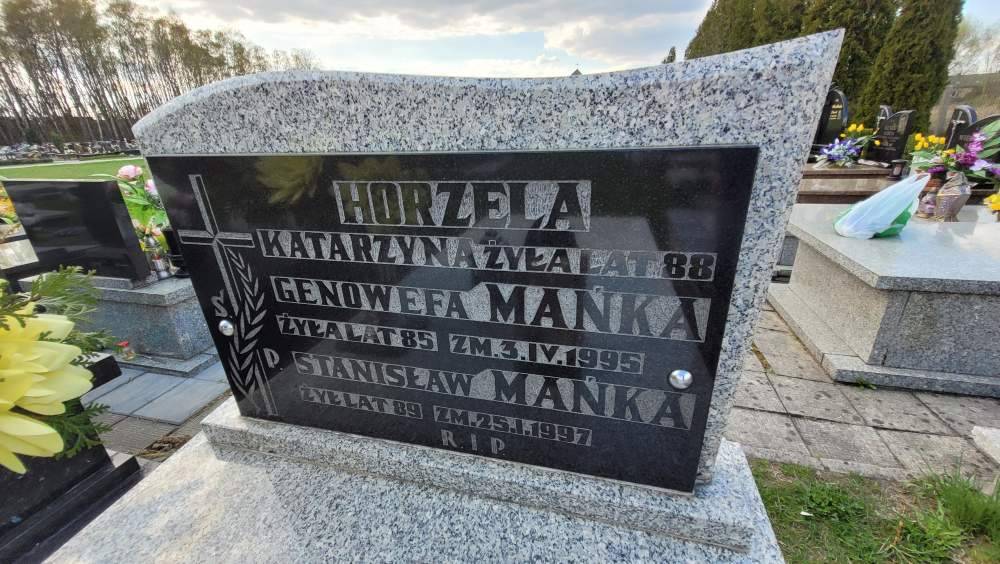 HORZELA
KATARZYNA ŻYŁA LAT 88
GENOWEFA MAŃKA
ŻYŁA LAT 85 ZM. 3.IV.1995
Ś. P.
STANISŁAW MAŃKA
ŻYŁ LAT 89 ZM. 25.I.1997
R.I.P